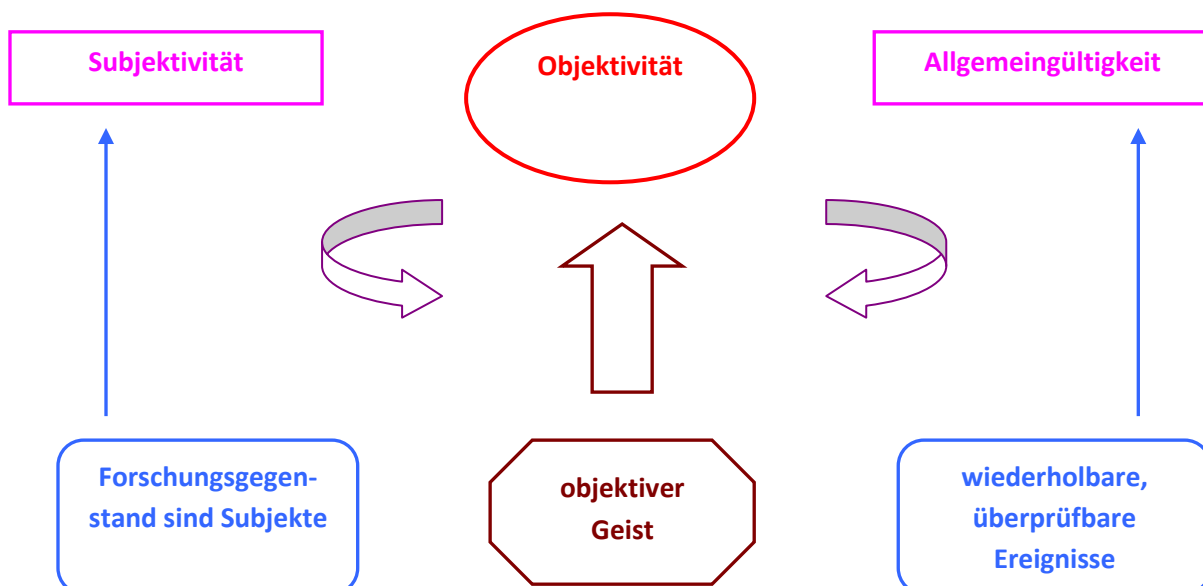 Subjektivität
Objektivität
Allgemeingültigkeit
Forschungsgegen-
stand sind Subjekte
objektiver
Geist
wiederholbare,
überprüfbare
Ereignisse